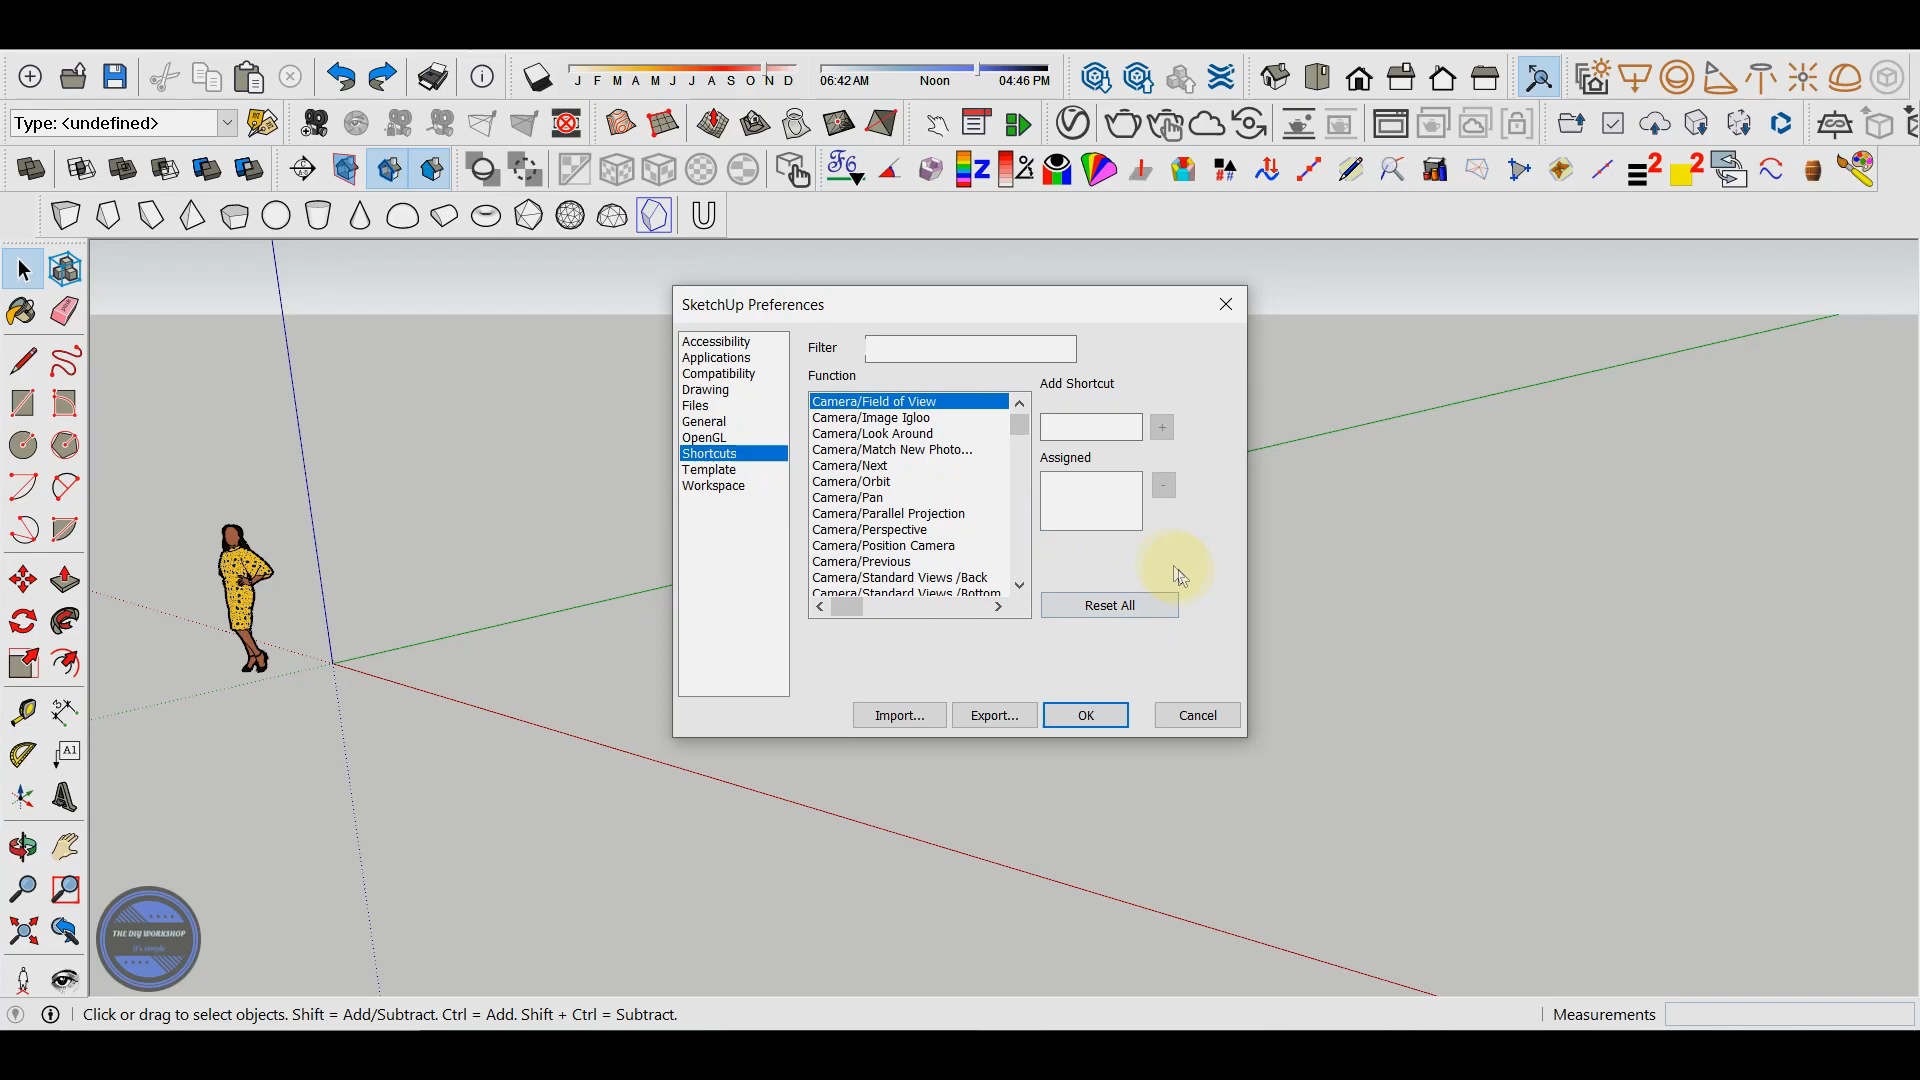 J F M A M J J A S O N D
06:42 AM Noon 04:46 PM
Type: <undefined>
SketchUp Preferences
Accessibility
Applications
Compatibility
Drawing
Files
General
OpenGL
Shortcuts
Template
Workspace
Filter
Function
Camera/Field of View
Camera/Image Igloo
Camera/Look Around
Camera/Match New Photo...
Camera/Next
Camera/Orbit
Camera/Pan
Camera/Parallel Projection
Camera/Perspective
Camera/Position Camera
Camera/Previous
Camera/Standard Views /Back
Camera/Standard Views /Bottom
Add Shortcut
+
Assigned
-
Reset All
Import...
Export...
OK
Cancel
A1
THE DIY WORKSHOP
it's simple
Click or drag to select objects. Shift = Add/Subtract. Ctrl = Add. Shift + Ctrl = Subtract.
Measurements